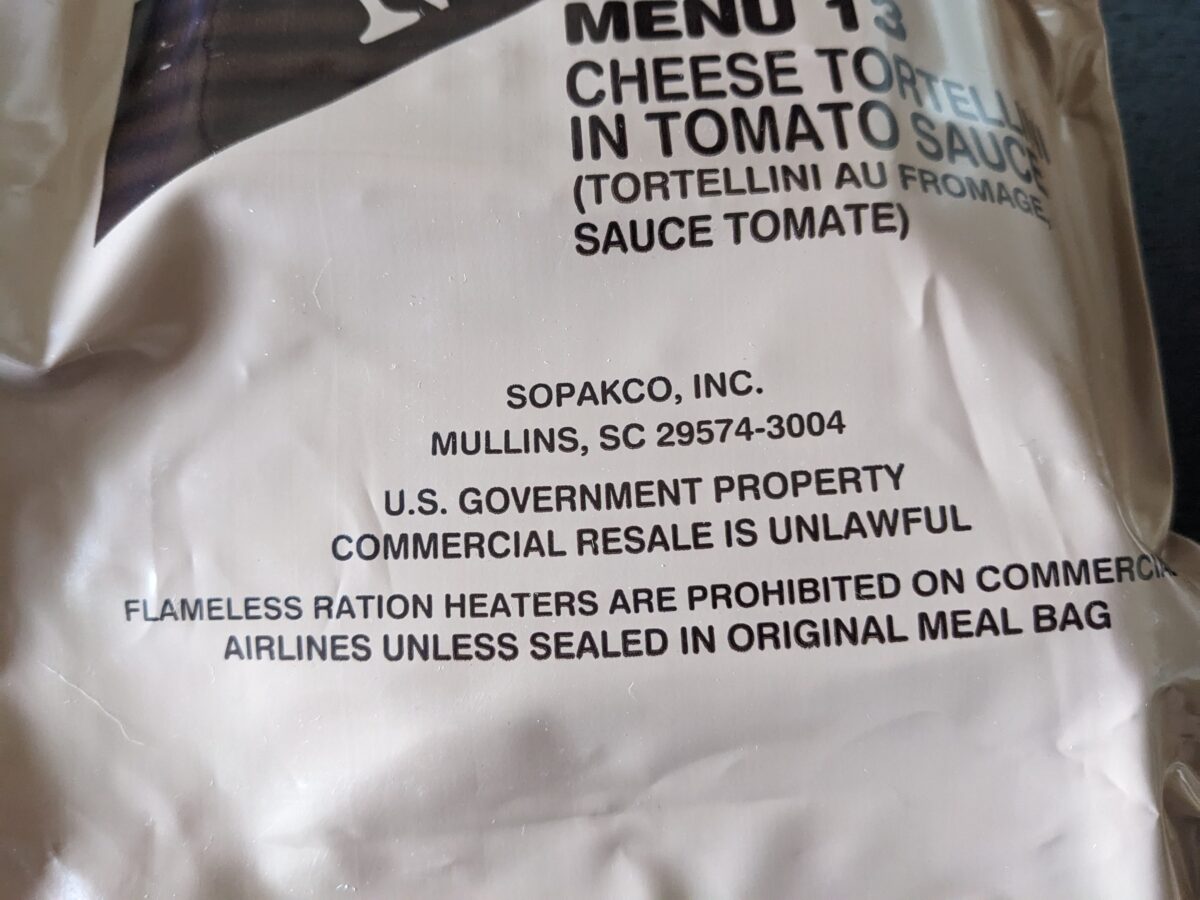 MENU 13
CHEESE TORTELLINI
IN TOMATO SAUCE
(TORTELLINI AU FROMAGE,
SAUCE TOMATE)
SOPAKCO, INC.
MULLINS, SC 29574-3004
U.S. GOVERNMENT PROPERTY
COMMERCIAL RESALE IS UNLAWFUL
FLAMELESS RATION HEATERS ARE PROHIBITED ON COMMERCIA
AIRLINES UNLESS SEALED IN ORIGINAL MEAL BAG